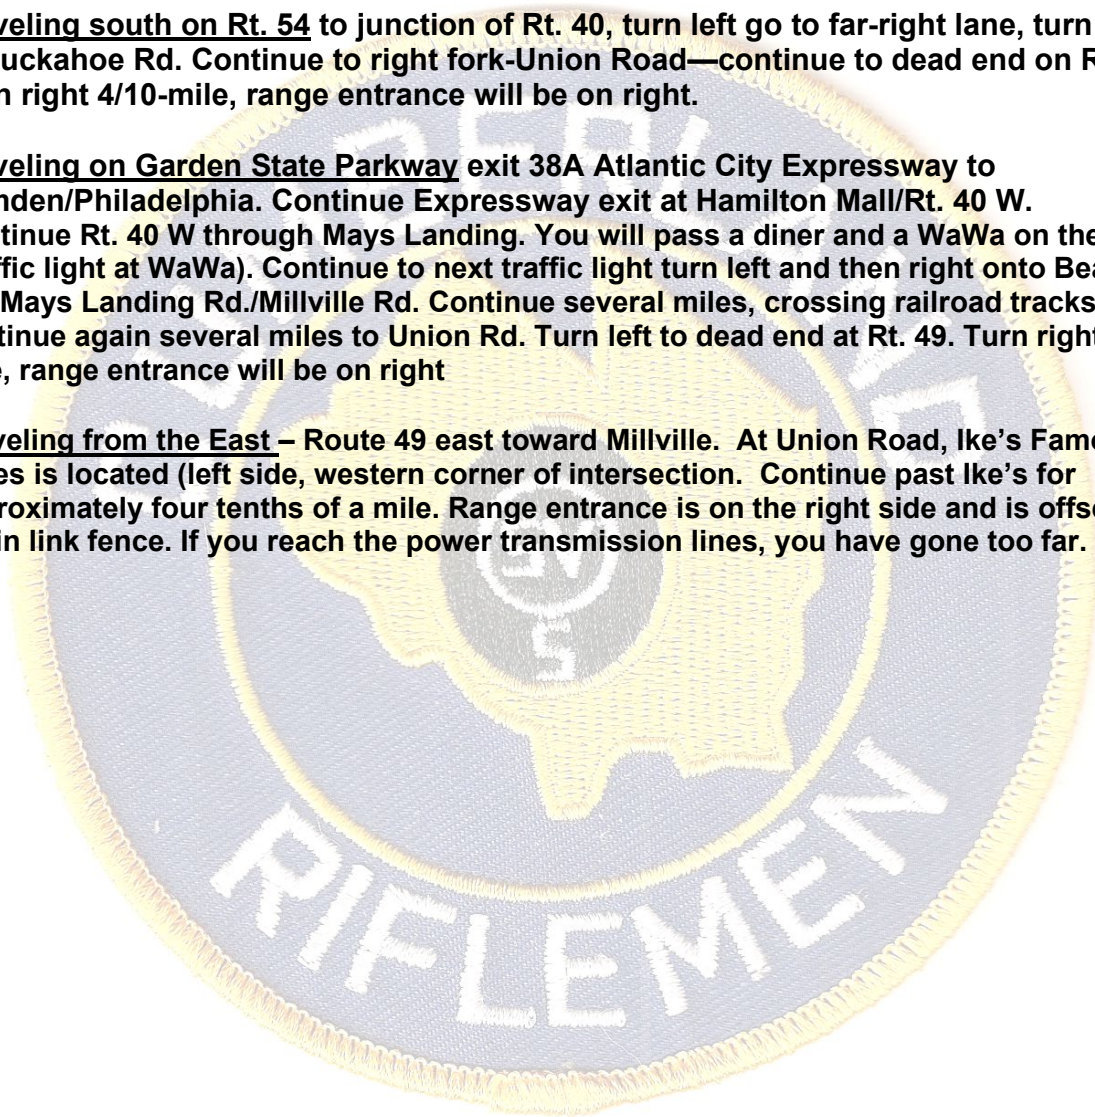 veling south on Rt. 54 to junction of Rt. 40, turn left go to far-right lane, turn
uckahoe Rd. Continue to right fork-Union Road—continue to dead end on R
n right 4/10-mile, range entrance will be on right.
veling on Garden State Parkway exit 38A Atlantic City Expressway to
nden/Philadelphia. Continue Expressway exit at Hamilton Mall/Rt. 40 W.
tinue Rt. 40 W through Mays Landing. You will pass a diner and a WaWa on the
ffic light at WaWa). Continue to next traffic light turn left and then right onto Bea
Mays Landing Rd./Millville Rd. Continue several miles, crossing railroad tracks
tinue again several miles to Union Rd. Turn left to dead end at Rt. 49. Turn right
e, range entrance will be on right
veling from the East – Route 49 east toward Millville. At Union Road, Ike's Famo
es is located (left side, western corner of intersection. Continue past Ike's for
roximately four tenths of a mile. Range entrance is on the right side and is offse
in link fence. If you reach the power transmission lines, you have gone too far.
CUMBERLAND
RIFLEMEN